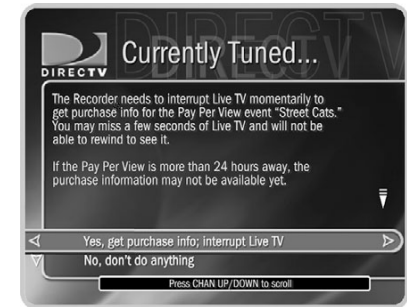 DIRECTV
Currently Tuned...
The Recorder needs to interrupt Live TV momentarily to
get purchase info for the Pay Per View event “Street Cats.”
You may miss a few seconds of Live TV and will not be
able to rewind to see it.
If the Pay Per View is more than 24 hours away, the
purchase information may not be available yet.
Yes, get purchase info; interrupt Live TV
No, don't do anything
Press CHAN UP/DOWN to scroll